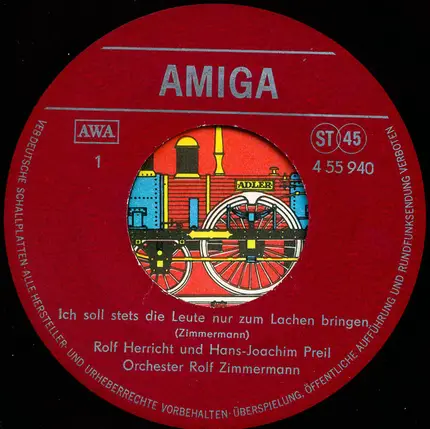 AMIGA
AWA
1
ST 45
4 55 940
ADLER
Ich soll stets die Leute nur zum Lachen bringen
(Zimmermann)
Rolf Herricht und Hans-Joachim Preil
Orchester Rolf Zimmermann
VEB DEUTSCHE SCHALLPLATTEN · ALLE HERSTELLER- UND URHEBERRECHTE VORBEHALTEN · ÜBERSPIELUNG, ÖFFENTLICHE AUFFÜHRUNG UND RUNDFUNKSENDUNG VERBOTEN